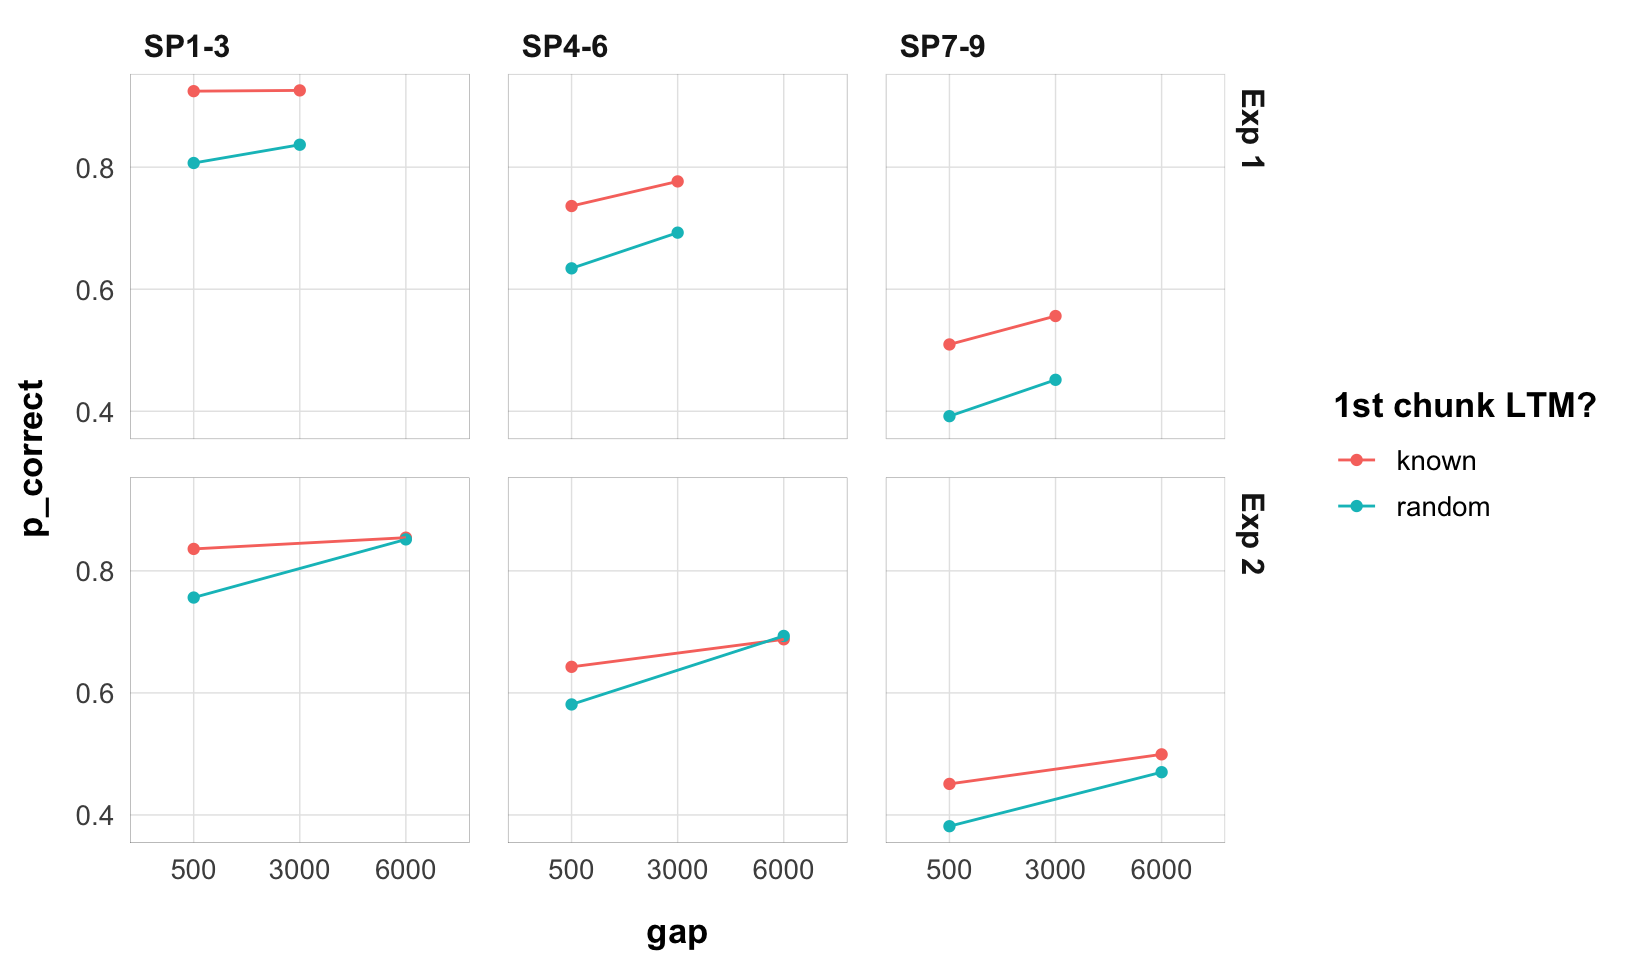 SP1-3 SP4-6 SP7-9
Exp 1
0.8
0.6
0.4
p_correct
1st chunk LTM?
known
random
Exp 2
0.8
0.6
0.4
500 3000 6000 500 3000 6000 500 3000 6000
gap